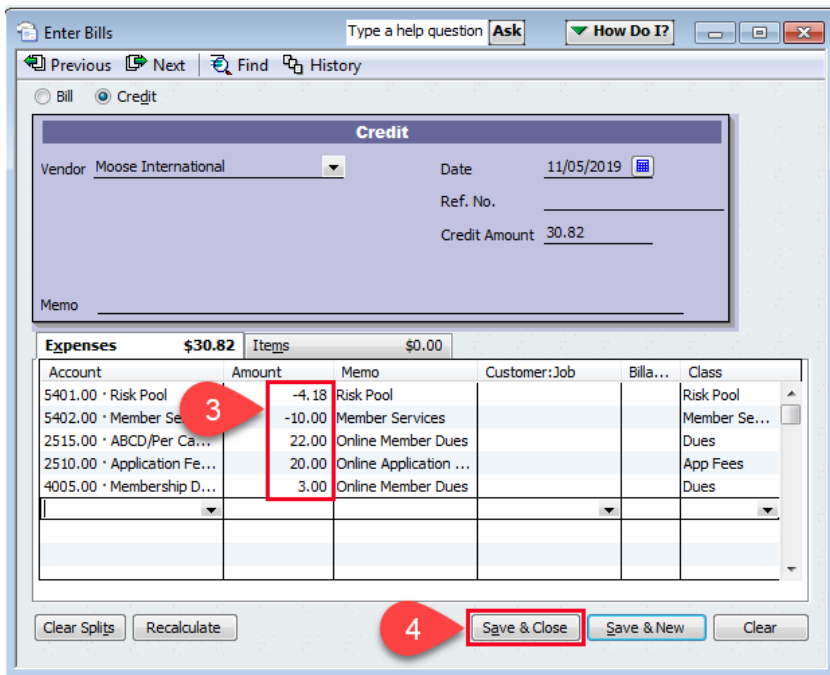 Enter Bills Type a help question Ask How Do I?
Previous Next Find History
Bill Credit
Credit
Vendor Moose International Date 11/05/2019
Ref. No.
Credit Amount 30.82
Memo
Expenses $30.82 Items $0.00
Account Amount Memo Customer:Job Billa... Class
5401.00 · Risk Pool -4.18 Risk Pool Risk Pool
5402.00 · Member Se -10.00 Member Services Member Se...
3
2515.00 · ABCD/Per Ca... 22.00 Online Member Dues Dues
2510.00 · Application Fe... 20.00 Online Application ... App Fees
4005.00 · Membership D... 3.00 Online Member Dues Dues
Clear Splits Recalculate 4 Save & Close Save & New Clear